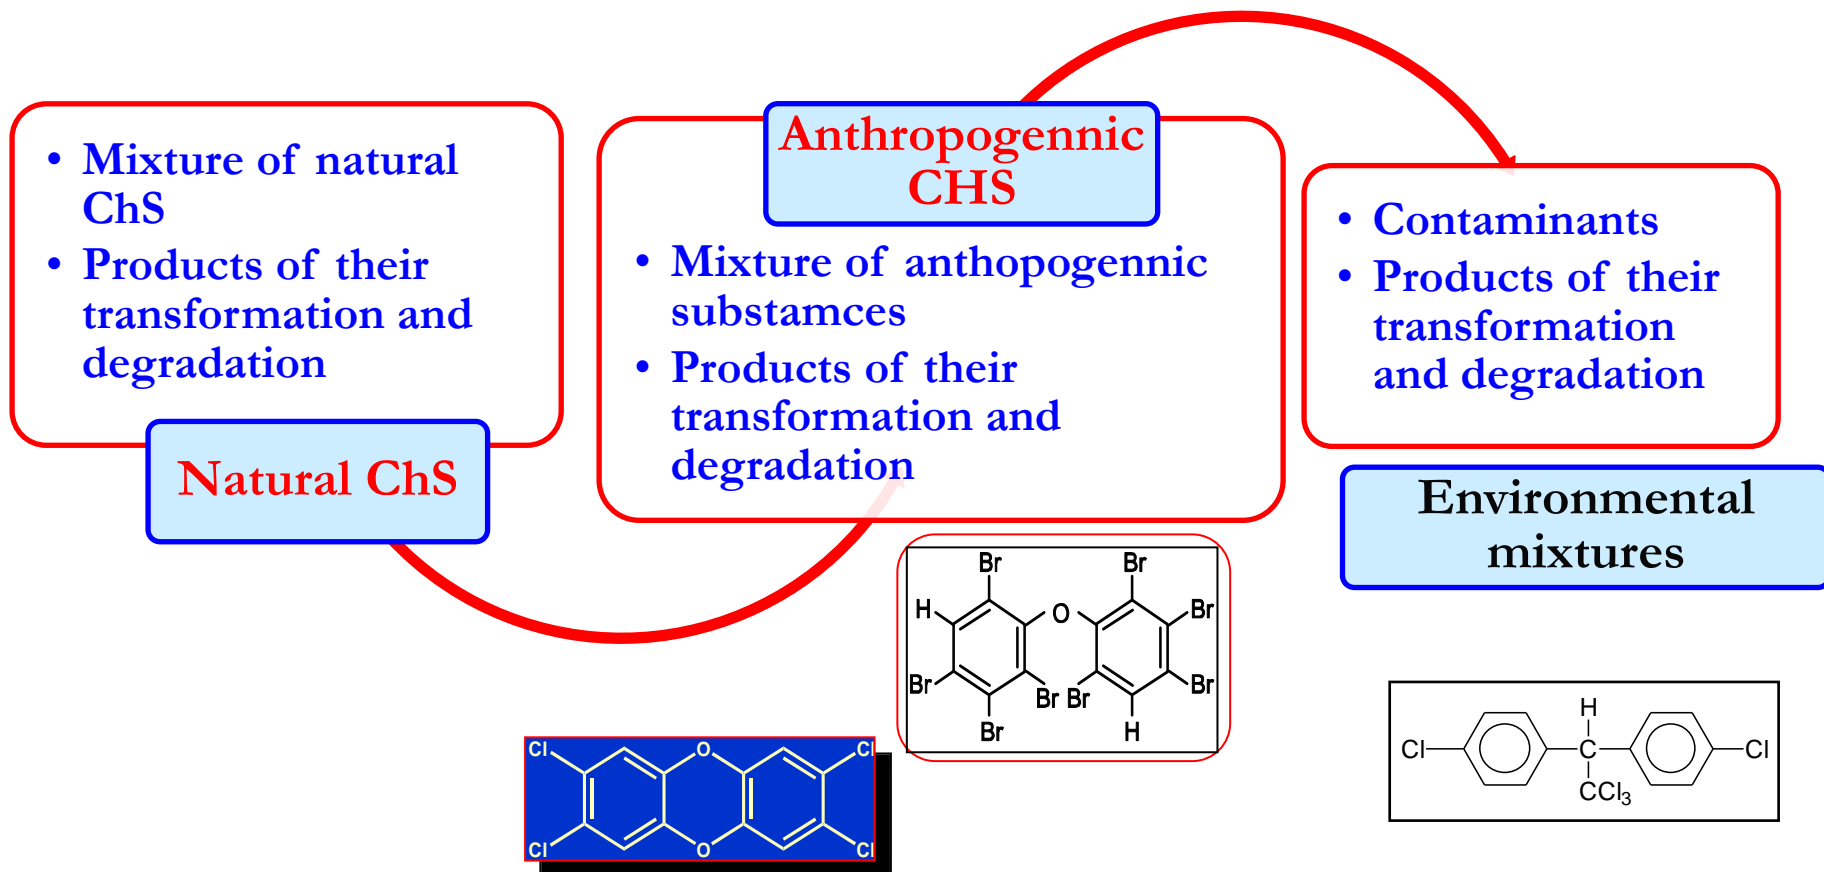 • Mixture of natural
ChS
• Products of their
transformation and
degradation
Natural ChS
Anthropogennic
CHS
• Mixture of anthopogennic
substamces
• Products of their
transformation and
degradation
• Contaminants
• Products of their
transformation
and degradation
Environmental
mixtures
Br Br
H O Br
Br Br Br Br
Br H
Cl O Cl
Cl O Cl
H
Cl C Cl
CCl3